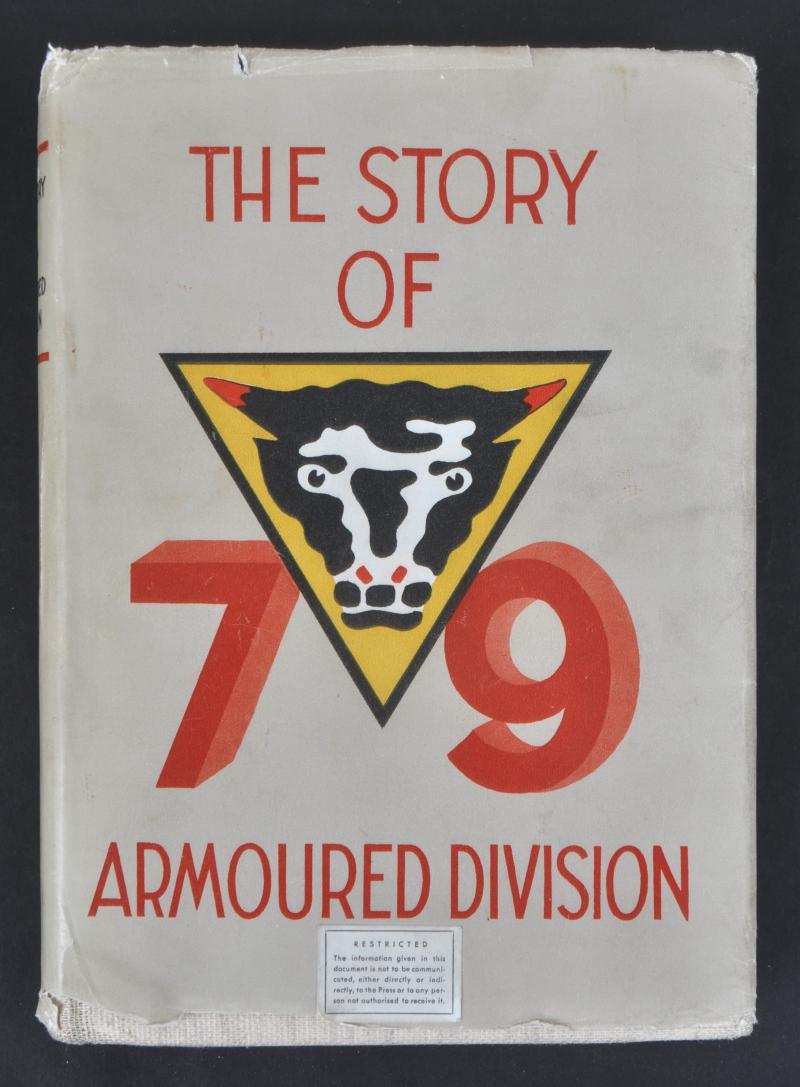 THE STORY
OF
79
ARMOURED DIVISION
RESTRICTED
The information given in this
document is not to be communi-
cated, either directly or indi-
rectly, to the Press or to any per-
son not authorised to receive it.